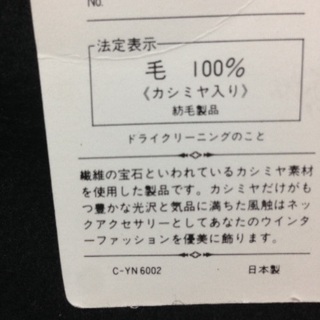 No.
法定表示
毛 100%
《カシミヤ入り》
紡毛製品
ドライクリーニングのこと
繊維の宝石といわれているカシミヤ素材
を使用した製品です。カシミヤだけがも
つ豊かな光沢と気品に満ちた風触はネッ
クアクセサリーとしてあなたのウインタ
ーファッションを優美に飾ります。
C-YN6002 日本製